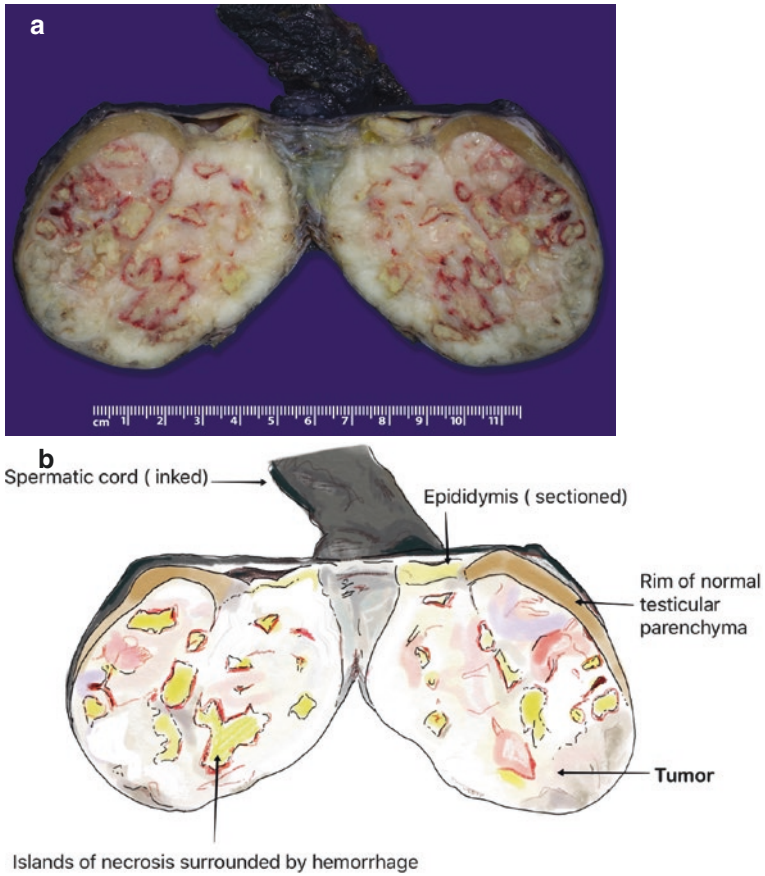 a
cm 1 2 3 4 5 6 7 8 9 10 11
b
Spermatic cord ( inked)
Epididymis ( sectioned)
Rim of normal
testicular
parenchyma
Tumor
Islands of necrosis surrounded by hemorrhage